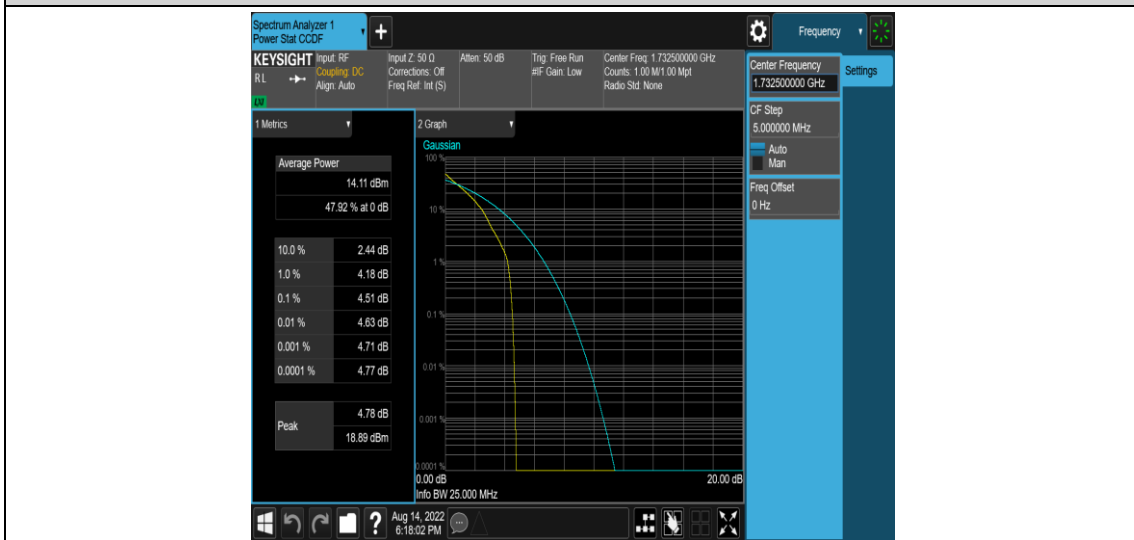 Spectrum Analyzer 1
Power Stat CCDF
+
Frequency
KEYSIGHT
RL
LXI
Input: RF
Coupling: DC
Align: Auto
Input Z: 50 Ω
Corrections: Off
Freq Ref: Int (S)
Atten: 50 dB
Trig: Free Run
#IF Gain: Low
Center Freq: 1.732500000 GHz
Counts: 1.00 M/1.00 Mpt
Radio Std: None
Center Frequency
1.732500000 GHz
Settings
CF Step
5.000000 MHz
Auto
Man
Freq Offset
0 Hz
1 Metrics
Average Power
14.11 dBm
47.92 % at 0 dB
10.0 % 2.44 dB
1.0 % 4.18 dB
0.1 % 4.51 dB
0.01 % 4.63 dB
0.001 % 4.71 dB
0.0001 % 4.77 dB
Peak
4.78 dB
18.89 dBm
2 Graph
Gaussian
100 %
10 %
1 %
0.1 %
0.01 %
0.001 %
0.0001 %
0.00 dB 20.00 dB
Info BW 25.000 MHz
?
Aug 14, 2022
6:18:02 PM